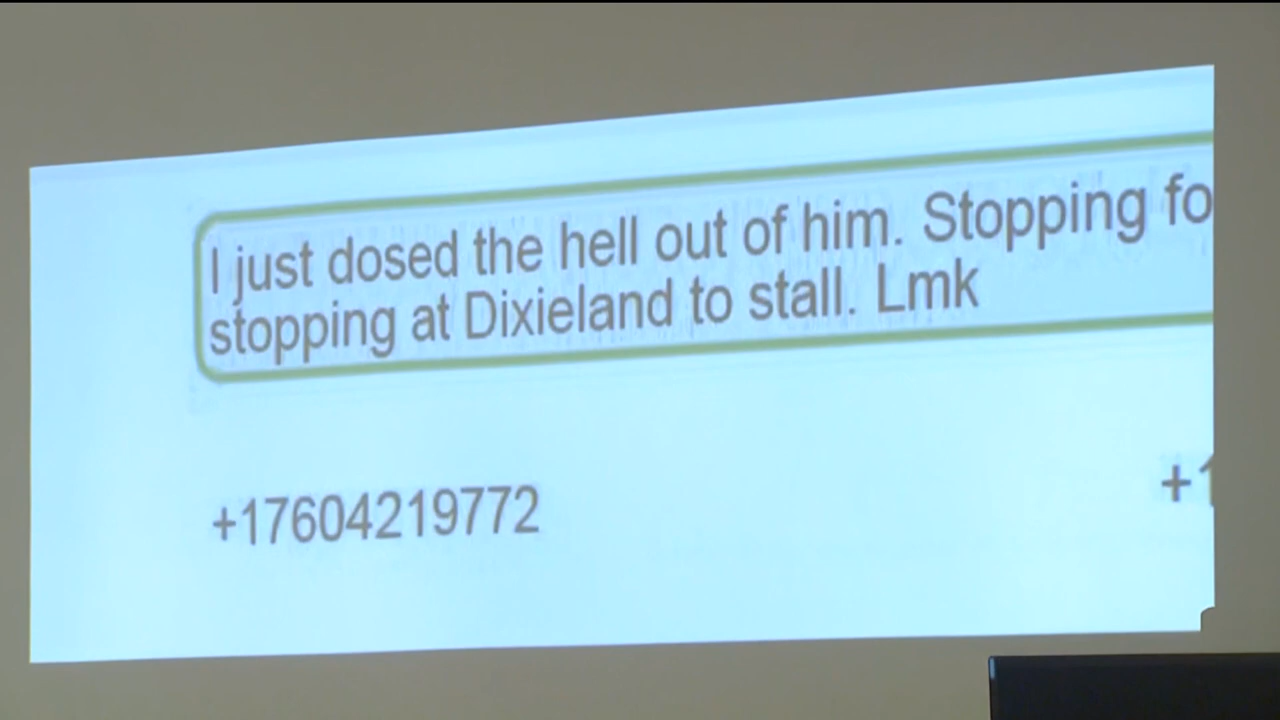 I just dosed the hell out of him. Stopping fo
stopping at Dixieland to stall. Lmk
+17604219772
+1